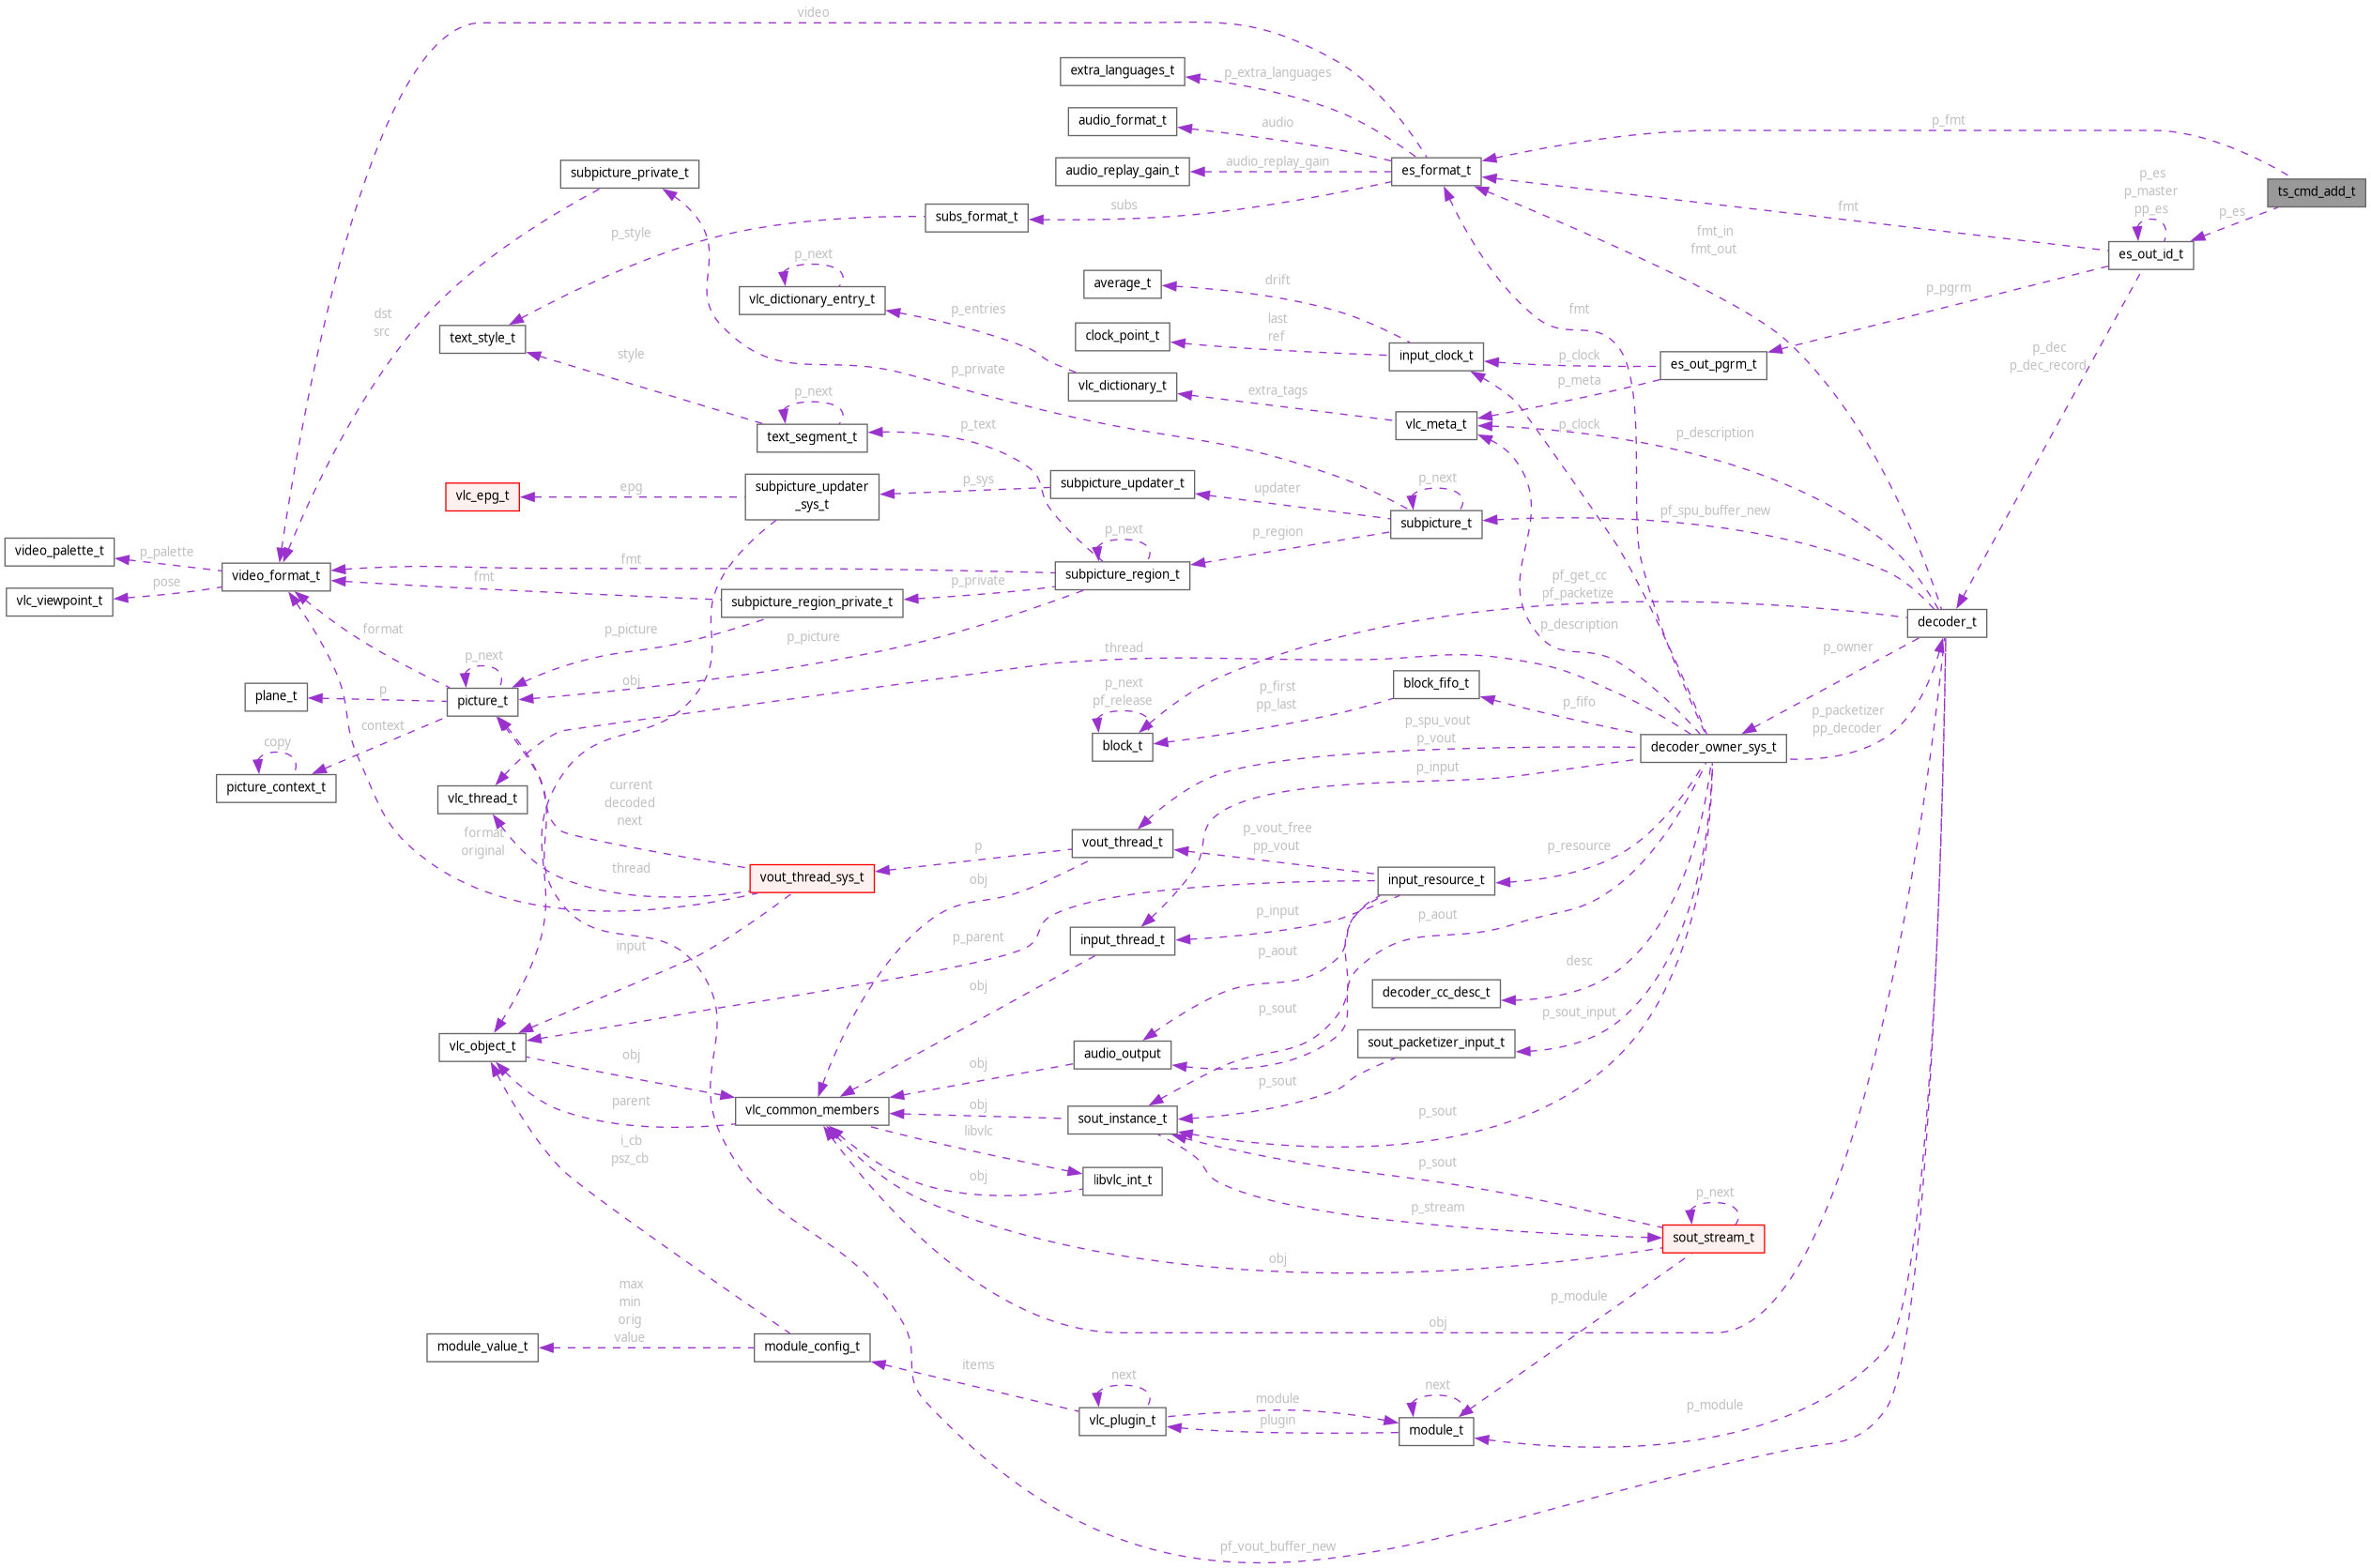 video
extra_languages_t
p_extra_languages
audio_format_t
audio
p_fmt
subpicture_private_t
audio_replay_gain_t
audio_replay_gain
es_format_t
p_es
p_master
pp_es
ts_cmd_add_t
subs_format_t
subs
fmt
p_es
p_style
fmt_in
fmt_out
es_out_id_t
p_next
vlc_dictionary_entry_t
average_t
drift
p_pgrm
dst
src
p_entries
fmt
text_style_t
style
clock_point_t
last
ref
input_clock_t
p_clock
es_out_pgrm_t
p_dec
p_dec_record
p_private
vlc_dictionary_t
extra_tags
p_meta
p_next
text_segment_t
p_text
vlc_meta_t
p_clock
p_description
vlc_epg_t
epg
subpicture_updater
_sys_t
p_sys
subpicture_updater_t
updater
p_next
subpicture_t
pf_spu_buffer_new
video_palette_t
p_palette
p_next
p_region
video_format_t
fmt
subpicture_region_t
vlc_viewpoint_t
pose
fmt
subpicture_region_private_t
p_private
pf_get_cc
pf_packetize
decoder_t
format
p_picture
p_picture
p_description
p_owner
p_next
thread
plane_t
p
picture_t
obj
p_next
pf_release
p_first
pp_last
block_fifo_t
p_fifo
p_packetizer
pp_decoder
context
block_t
p_spu_vout
p_vout
decoder_owner_sys_t
copy
picture_context_t
vlc_thread_t
current
decoded
next
p_input
format
original
thread
vout_thread_sys_t
p
vout_thread_t
p_vout_free
pp_vout
p_resource
obj
input_resource_t
p_input
p_aout
input
p_parent
input_thread_t
p_aout
desc
obj
decoder_cc_desc_t
p_sout
p_sout_input
vlc_object_t
obj
audio_output
sout_packetizer_input_t
obj
p_sout
parent
vlc_common_members
obj
sout_instance_t
p_sout
libvlc
i_cb
psz_cb
obj
libvlc_int_t
p_sout
p_next
p_stream
sout_stream_t
obj
max
min
orig
value
p_module
obj
module_value_t
module_config_t
items
next
next
module
p_module
vlc_plugin_t
plugin
module_t
pf_vout_buffer_new